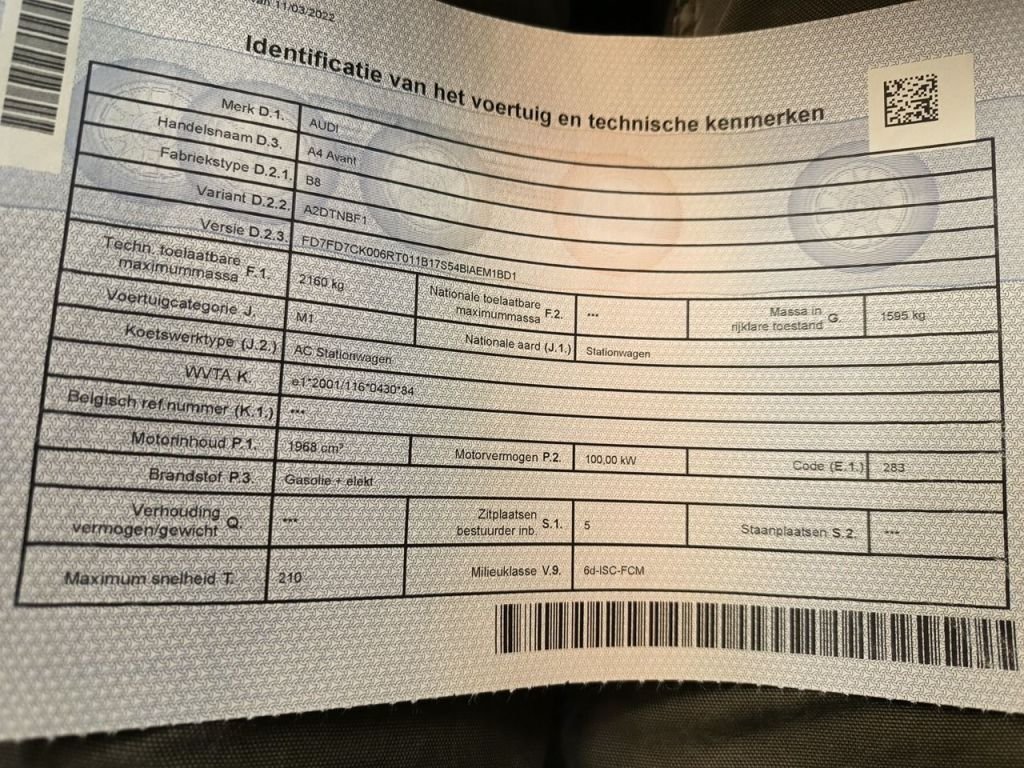 van 11/03/2022
Identificatie van het voertuig en technische kenmerken
Merk D.1. AUDI
Handelsnaam D.3. A4 Avant
Fabriekstype D.2.1. B8
Variant D.2.2. A2DTNBF1
Versie D.2.3. FD7FD7CK006RT011B17S54BIAEM1BD1
Techn. toelaatbare
maximummassa F.1. 2160 kg Nationale toelaatbare
maximummassa F.2. --- Massa in
rijklare toestand G. 1595 kg
Voertuigcategorie J. M1 Nationale aard (J.1.) Stationwagen
Koetswerktype (J.2.) AC Stationwagen
WVTA K. e1*2001/116*0430*84
Belgisch ref.nummer (K.1.) ---
Motorinhoud P.1. 1968 cm³ Motorvermogen P.2. 100,00 kW Code (E.1.) 283
Brandstof P.3. Gasolie + elekt
Verhouding
vermogen/gewicht Q. --- Zitplaatsen
bestuurder inb. S.1. 5 Staanplaatsen S.2. ---
Maximum snelheid T. 210 Milieuklasse V.9. 6d-ISC-FCM